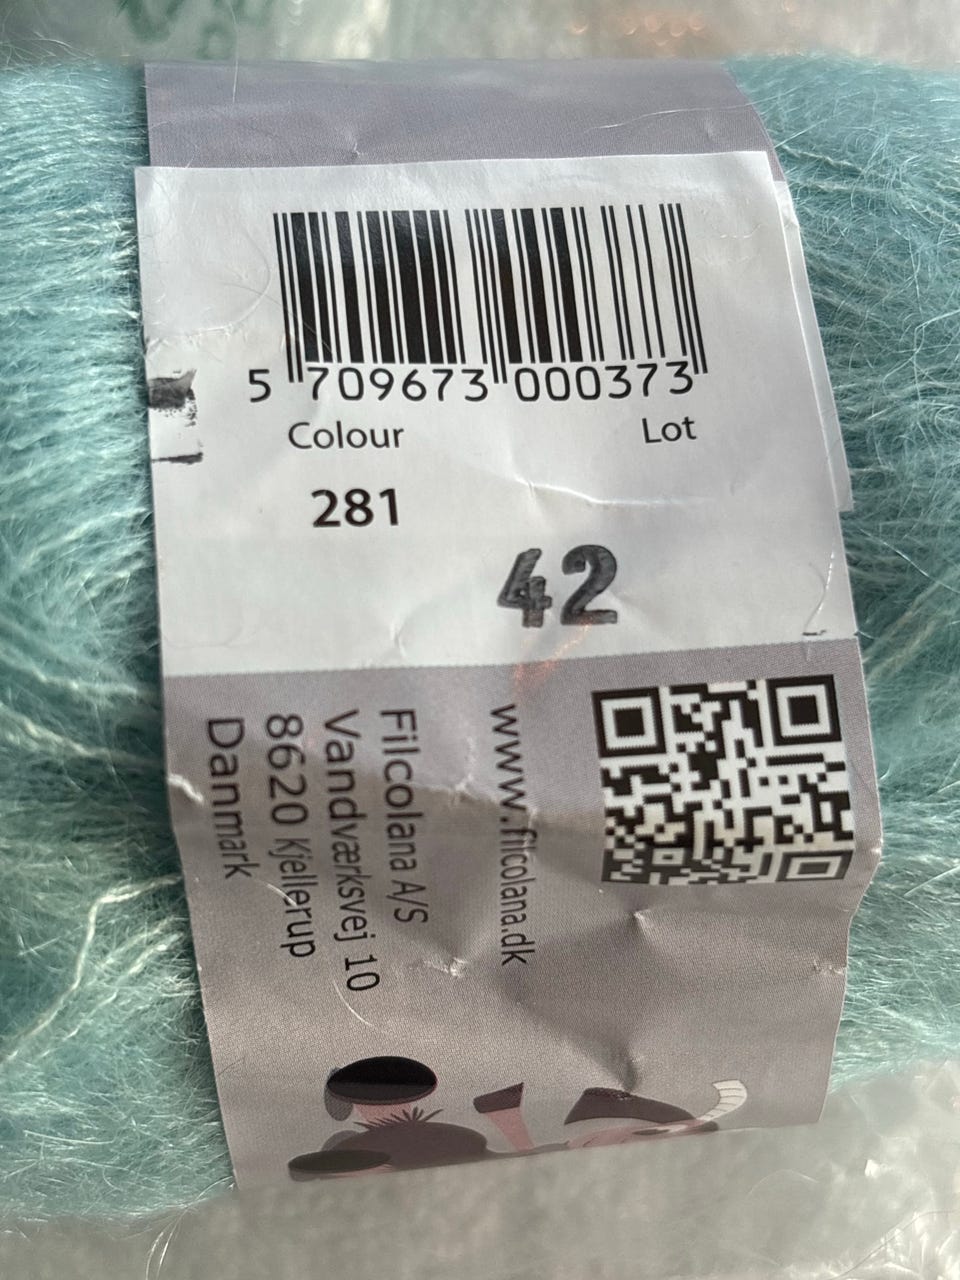 5 709673 000373
Colour Lot
281
42
www.filcolana.dk
Filcolana A/S
Vandværksvej 10
8620 Kjellerup
Danmark